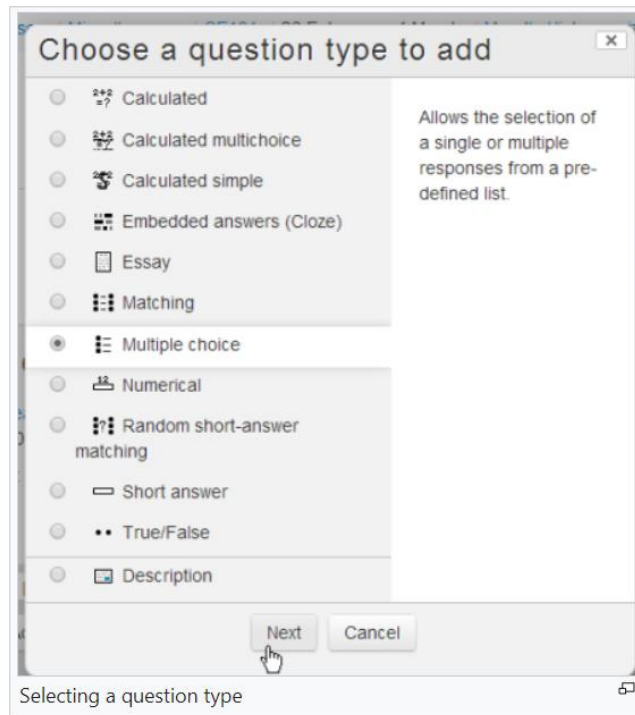 Choose a question type to add
Calculated
Calculated multichoice
Calculated simple
Embedded answers (Cloze)
Essay
Matching
Multiple choice
Numerical
Random short-answer
matching
Short answer
True/False
Description
Allows the selection of
a single or multiple
responses from a pre-
defined list.
Next
Cancel
Selecting a question type